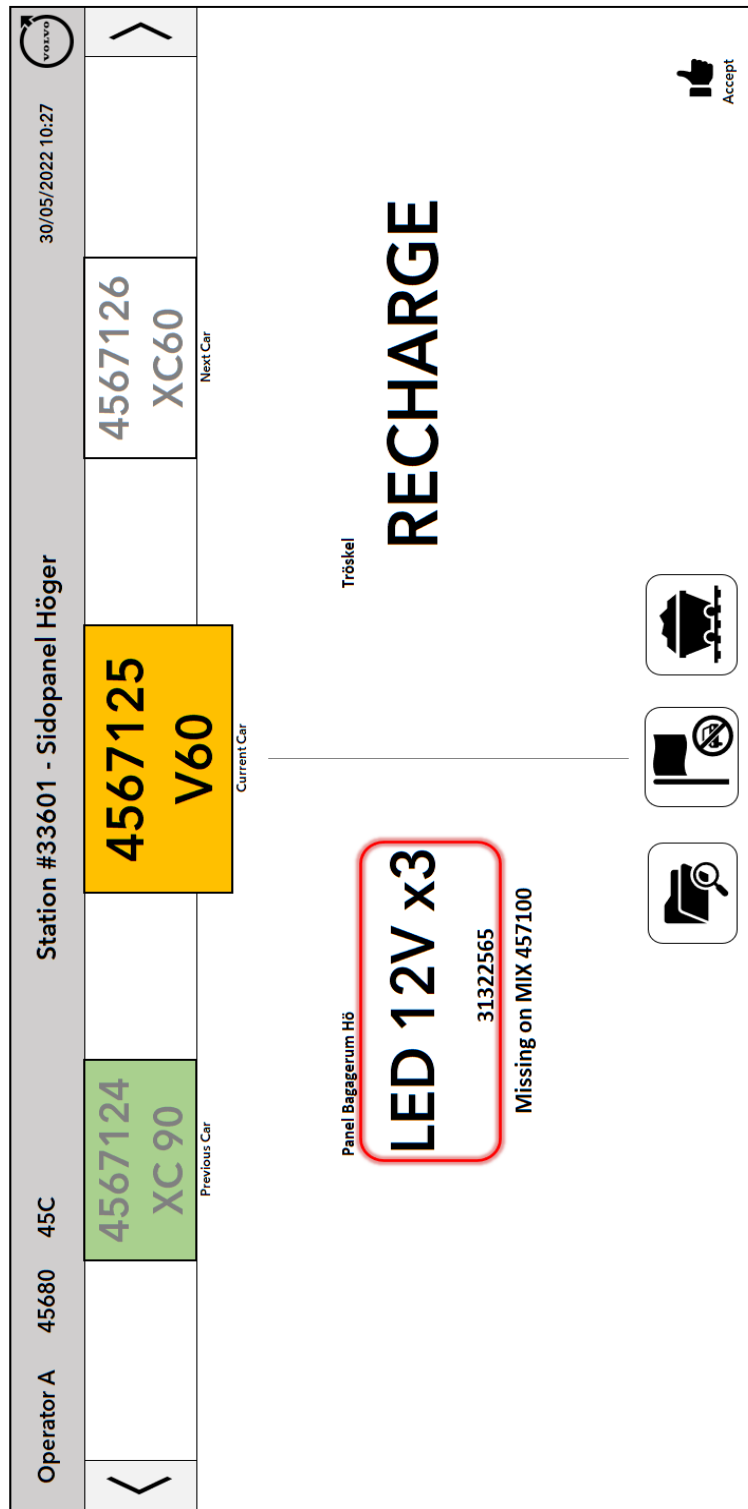 Operator A 45680 45C Station #33601 - Sidopanel Höger 30/05/2022 10:27
VOLVO
4567124
XC 90
Previous Car
4567125
V60
Current Car
4567126
XC60
Next Car
Panel Bagagerum Hö
LED 12V x3
31322565
Missing on MIX 457100
Tröskel
RECHARGE
Accept